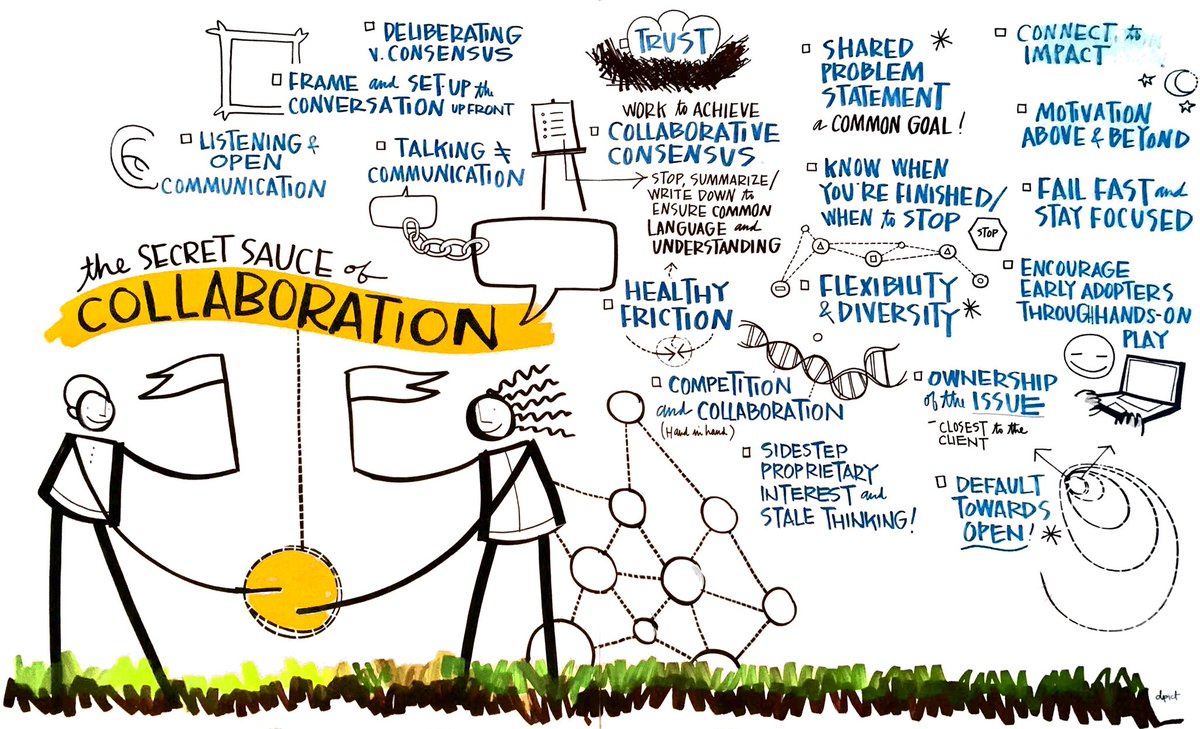 DELIBERATING
V. CONSENSUS
FRAME and SET-UP the
CONVERSATION UP FRONT
LISTENING &
OPEN
COMMUNICATION
TALKING ≠
COMMUNICATION
the SECRET SAUCE of
COLLABORATION
TRUST
WORK to ACHIEVE
COLLABORATIVE
CONSENSUS
STOP, SUMMARIZE/
WRITE DOWN to
ENSURE COMMON
LANGUAGE and
UNDERSTANDING
HEALTHY
FRICTION
COMPETITION
and COLLABORATION
(Hand in hand)
SIDESTEP
PROPRIETARY
INTEREST and
STALE THINKING!
SHARED
PROBLEM
STATEMENT
a COMMON GOAL!
KNOW WHEN
YOU'RE FINISHED/
WHEN to STOP
STOP
FLEXIBILITY
& DIVERSITY
OWNERSHIP
of the ISSUE
- CLOSEST to the
CLIENT
DEFAULT
TOWARDS
OPEN!
CONNECT to
IMPACT
MOTIVATION
ABOVE & BEYOND
FAIL FAST and
STAY FOCUSED
ENCOURAGE
EARLY ADOPTERS
THROUGH HANDS-ON
PLAY